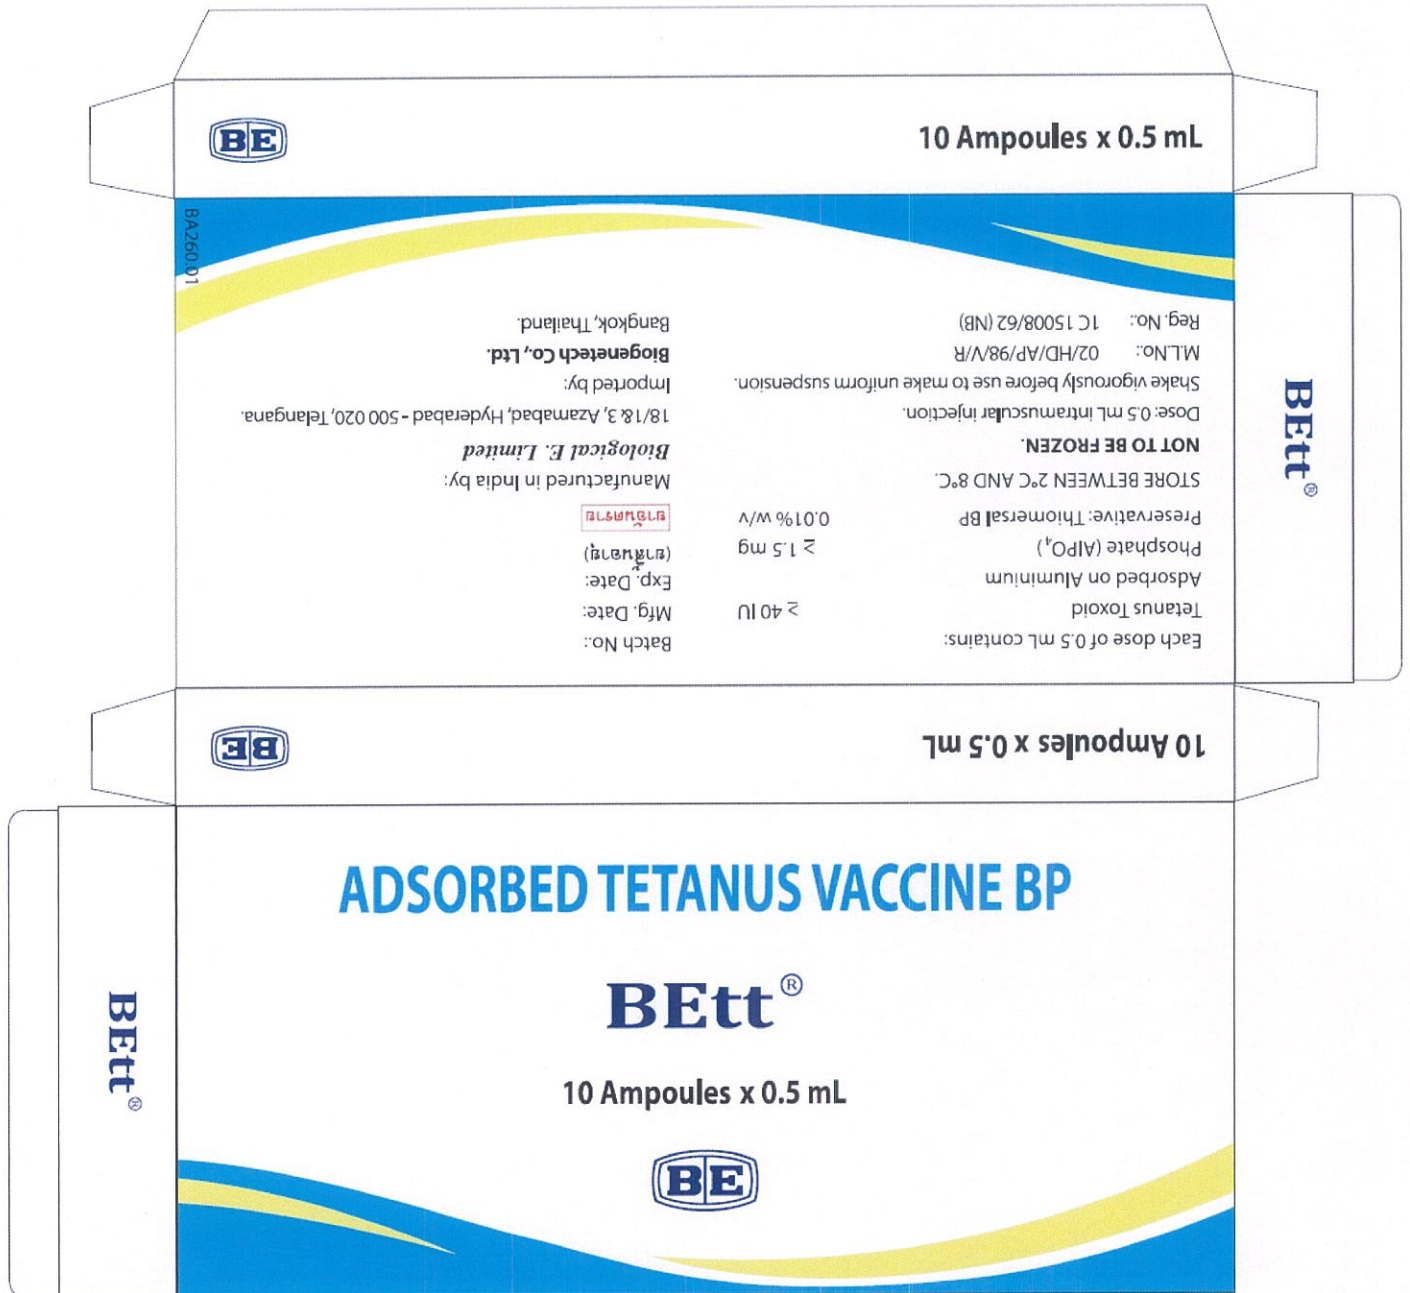 BE
10 Ampoules x 0.5 mL
BA260.01
Each dose of 0.5 mL contains:
Tetanus Toxoid ≥ 40 IU
Adsorbed on Aluminium
Phosphate (AlPO₄) ≥ 1.5 mg
Preservative: Thiomersal BP 0.01% w/v
STORE BETWEEN 2°C AND 8°C.
NOT TO BE FROZEN.
Dose: 0.5 mL intramuscular injection.
Shake vigorously before use to make uniform suspension.
M.L.No.: 02/HD/AP/98/V/R
Reg. No.: 1C 15008/62 (NB)
Batch No.:
Mfg. Date:
Exp. Date:
(ยาสิ้นอายุ)
ยาอันตราย
Manufactured in India by:
Biological E. Limited
18/1&3, Azamabad, Hyderabad - 500 020, Telangana.
Imported by:
Biogenetech Co., Ltd.
Bangkok, Thailand.
BEtt®
10 Ampoules x 0.5 mL
BE
ADSORBED TETANUS VACCINE BP
BEtt®
10 Ampoules x 0.5 mL
BE
BEtt®